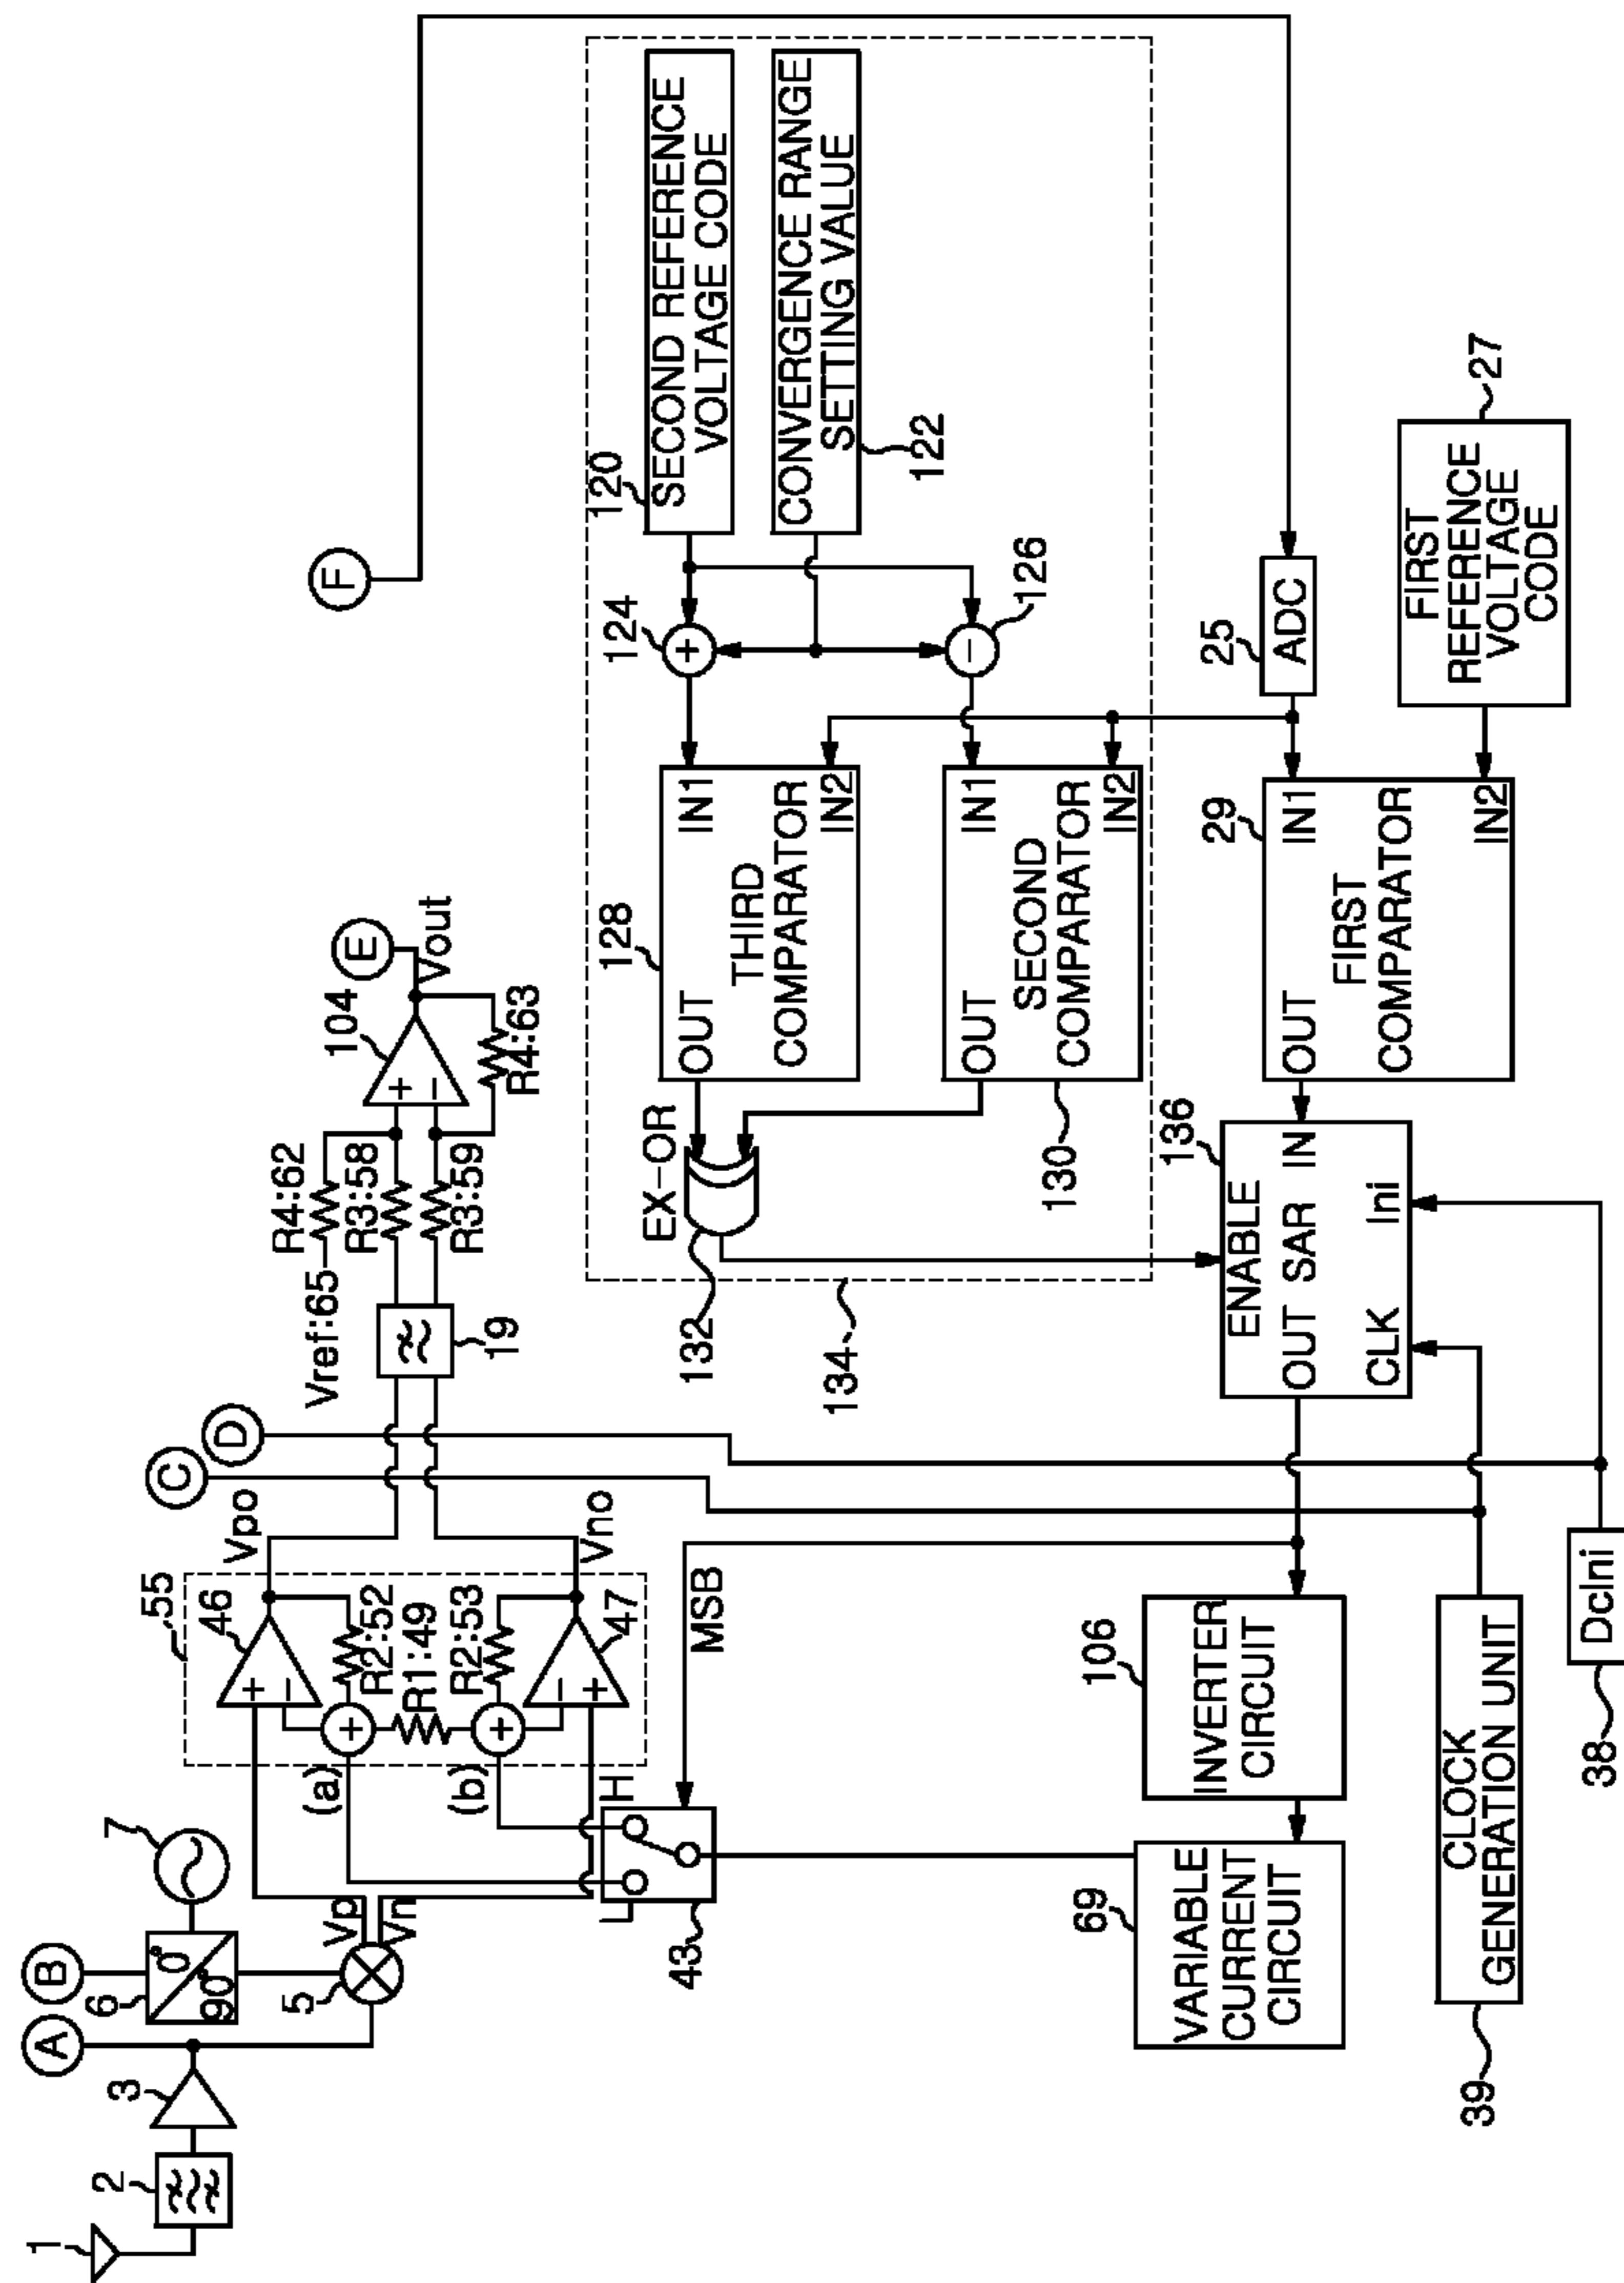 1
2
3
A
B
6
0°
90°
7
5
Vp
Vn
55
46
+
−
R2:52
(a)
+
R1:49
(b)
+
R2:53
−
+
47
Vpo
Vno
C
D
19
Vref:65
R4:62
R3:58
R3:59
104
+
−
R4:63
E
Vout
F
43
L
H
MSB
69
VARIABLE
CURRENT
CIRCUIT
106
INVERTER
CIRCUIT
39
CLOCK
GENERATION UNIT
38
DcIni
136
ENABLE
OUT SAR IN
CLK Ini
134
132
EX-OR
128
OUT
THIRD
COMPARATOR
IN1
IN2
130
OUT
SECOND
COMPARATOR
IN1
IN2
29
OUT
FIRST
COMPARATOR
IN1
IN2
124
+
126
−
120
SECOND REFERENCE
VOLTAGE CODE
CONVERGENCE RANGE
SETTING VALUE
122
25
ADC
FIRST
REFERENCE
VOLTAGE
CODE
27